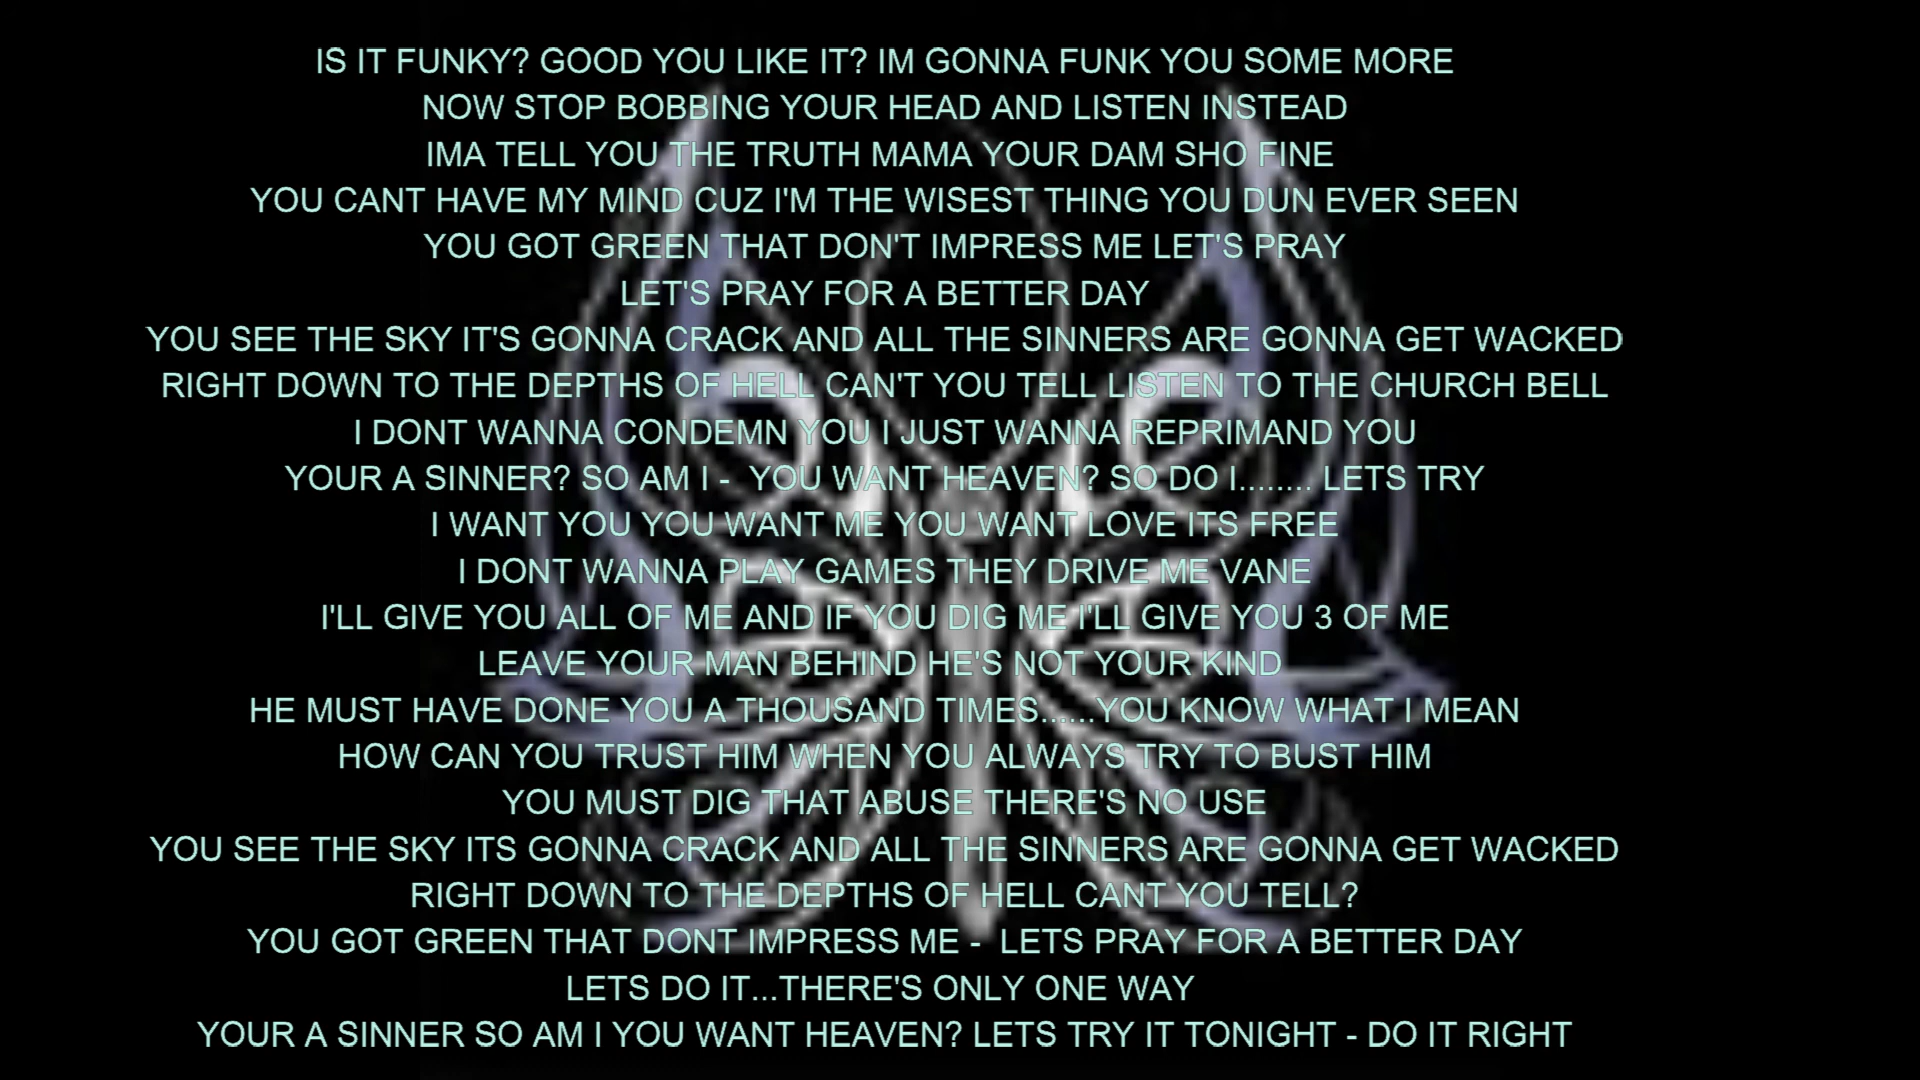 IS IT FUNKY? GOOD YOU LIKE IT? IM GONNA FUNK YOU SOME MORE
NOW STOP BOBBING YOUR HEAD AND LISTEN INSTEAD
IMA TELL YOU THE TRUTH MAMA YOUR DAM SHO FINE
YOU CANT HAVE MY MIND CUZ I'M THE WISEST THING YOU DUN EVER SEEN
YOU GOT GREEN THAT DON'T IMPRESS ME LET'S PRAY
LET'S PRAY FOR A BETTER DAY
YOU SEE THE SKY IT'S GONNA CRACK AND ALL THE SINNERS ARE GONNA GET WACKED
RIGHT DOWN TO THE DEPTHS OF HELL CAN'T YOU TELL LISTEN TO THE CHURCH BELL
I DONT WANNA CONDEMN YOU I JUST WANNA REPRIMAND YOU
YOUR A SINNER? SO AM I -  YOU WANT HEAVEN? SO DO I........ LETS TRY
I WANT YOU YOU WANT ME YOU WANT LOVE ITS FREE
I DONT WANNA PLAY GAMES THEY DRIVE ME VANE
I'LL GIVE YOU ALL OF ME AND IF YOU DIG ME I'LL GIVE YOU 3 OF ME
LEAVE YOUR MAN BEHIND HE'S NOT YOUR KIND
HE MUST HAVE DONE YOU A THOUSAND TIMES......YOU KNOW WHAT I MEAN
HOW CAN YOU TRUST HIM WHEN YOU ALWAYS TRY TO BUST HIM
YOU MUST DIG THAT ABUSE THERE'S NO USE
YOU SEE THE SKY ITS GONNA CRACK AND ALL THE SINNERS ARE GONNA GET WACKED
RIGHT DOWN TO THE DEPTHS OF HELL CANT YOU TELL?
YOU GOT GREEN THAT DONT IMPRESS ME -  LETS PRAY FOR A BETTER DAY
LETS DO IT...THERE'S ONLY ONE WAY
YOUR A SINNER SO AM I YOU WANT HEAVEN? LETS TRY IT TONIGHT - DO IT RIGHT